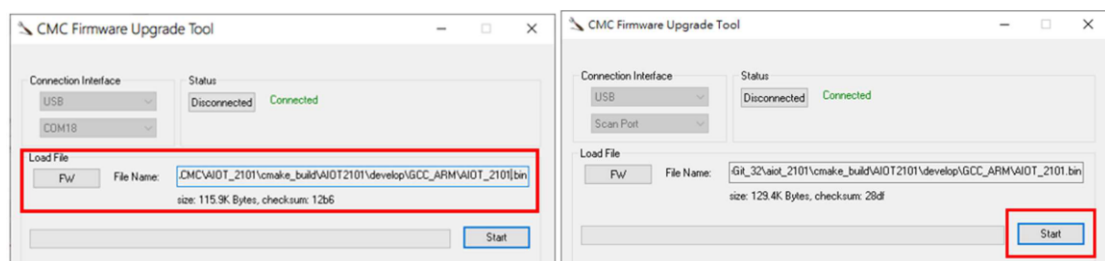 CMC Firmware Upgrade Tool
Connection Interface
Status
USB
Disconnected
Connected
COM18
Load File
FW
File Name:
.CMC\AIOT_2101\cmake_build\AIOT2101\develop\GCC_ARM\AIOT_2101.bin
size: 115.9K Bytes, checksum: 12b6
Start
CMC Firmware Upgrade Tool
Connection Interface
Status
USB
Disconnected
Connected
Scan Port
Load File
FW
File Name:
Git_32\aiot_2101\cmake_build\AIOT2101\develop\GCC_ARM\AIOT_2101.bin
size: 129.4K Bytes, checksum: 28df
Start